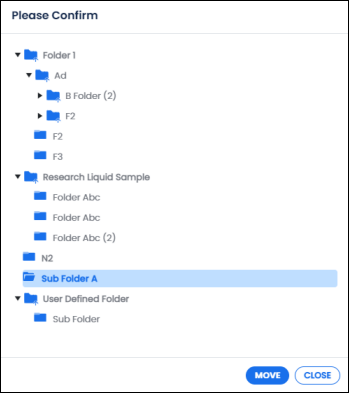 Please Confirm
Folder 1
Ad
B Folder (2)
F2
F2
F3
Research Liquid Sample
Folder Abc
Folder Abc
Folder Abc (2)
N2
Sub Folder A
User Defined Folder
Sub Folder
MOVE CLOSE